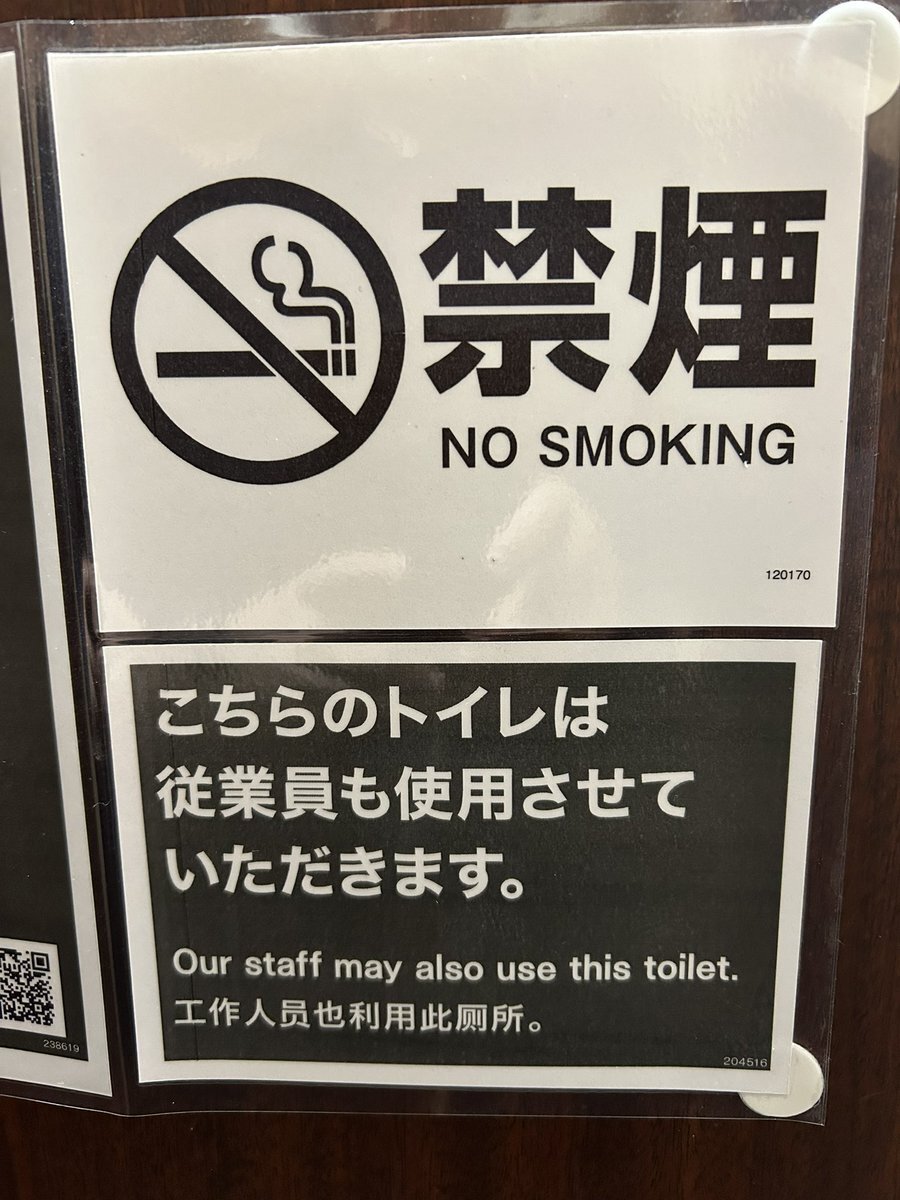 禁煙
NO SMOKING
120170
こちらのトイレは
従業員も使用させて
いただきます。
Our staff may also use this toilet.
工作人员也利用此厕所。
204516
238619